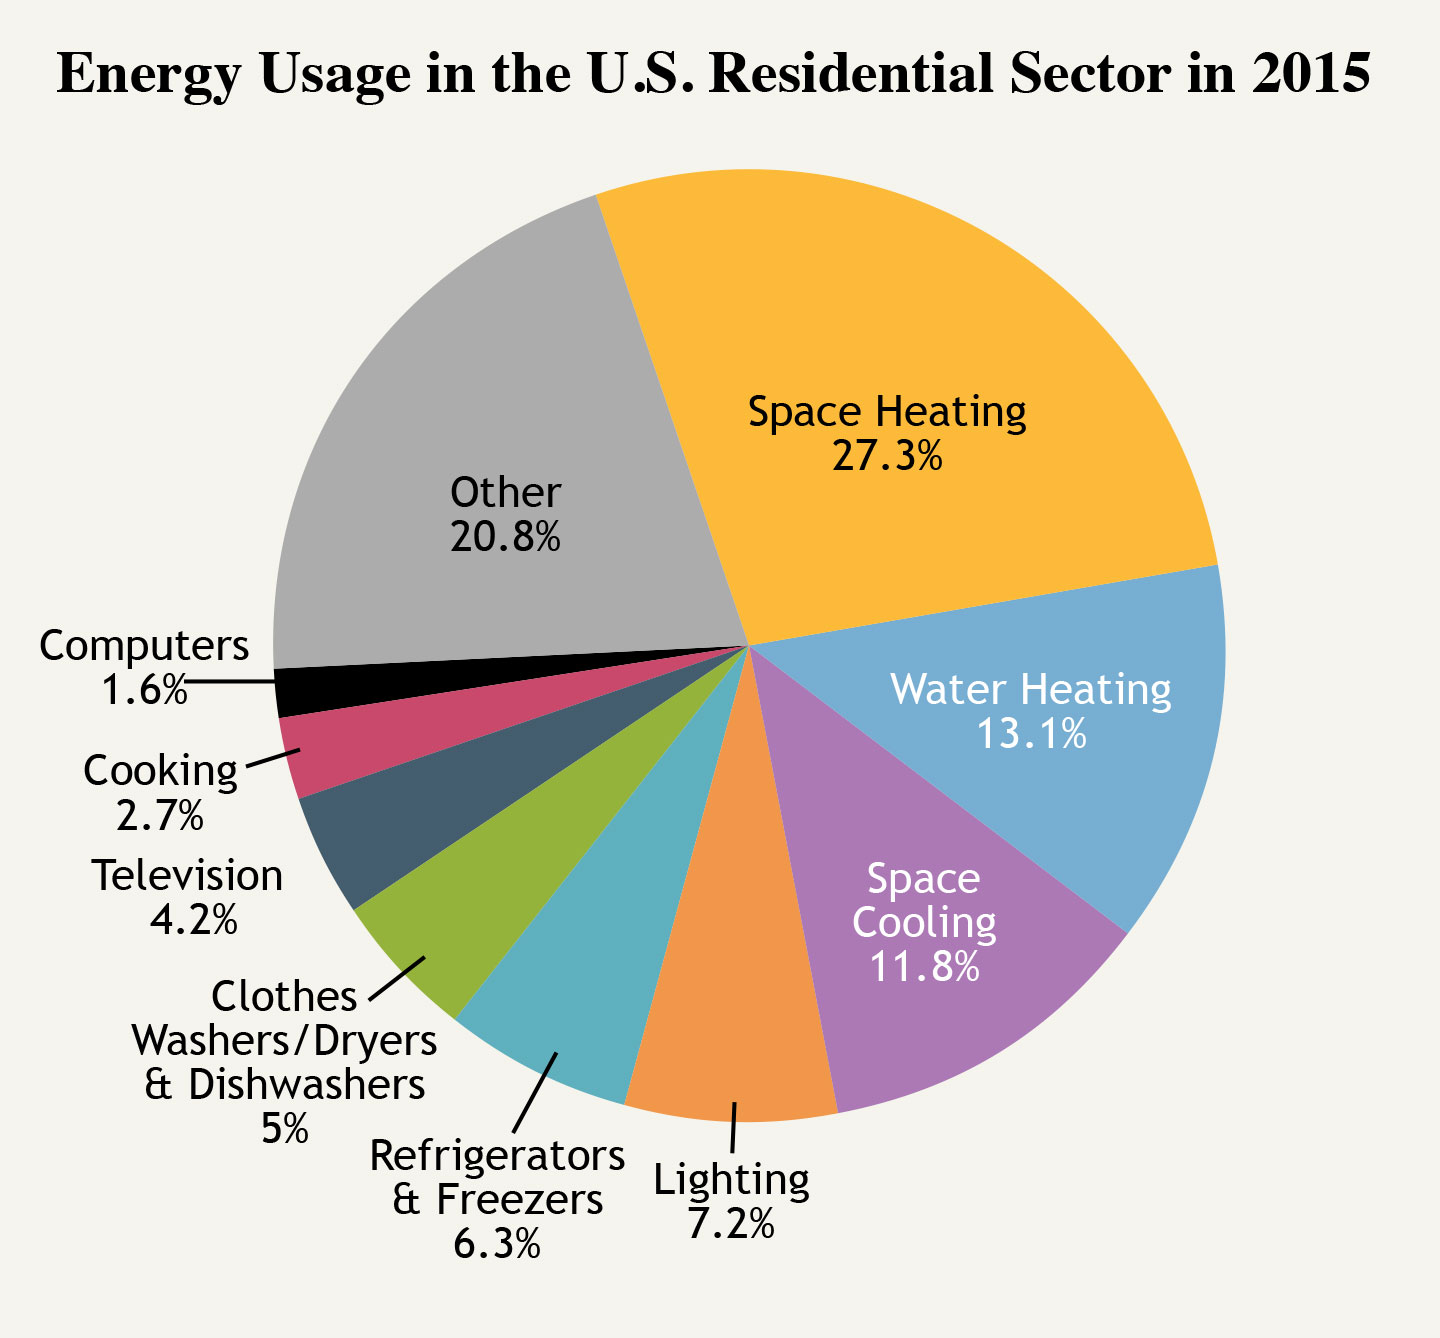 Energy Usage in the U.S. Residential Sector in 2015
Space Heating
27.3%
Other
20.8%
Computers
1.6%
Water Heating
13.1%
Cooking
2.7%
Television
4.2%
Space
Cooling
11.8%
Clothes
Washers/Dryers
& Dishwashers
5%
Refrigerators
& Freezers
6.3%
Lighting
7.2%